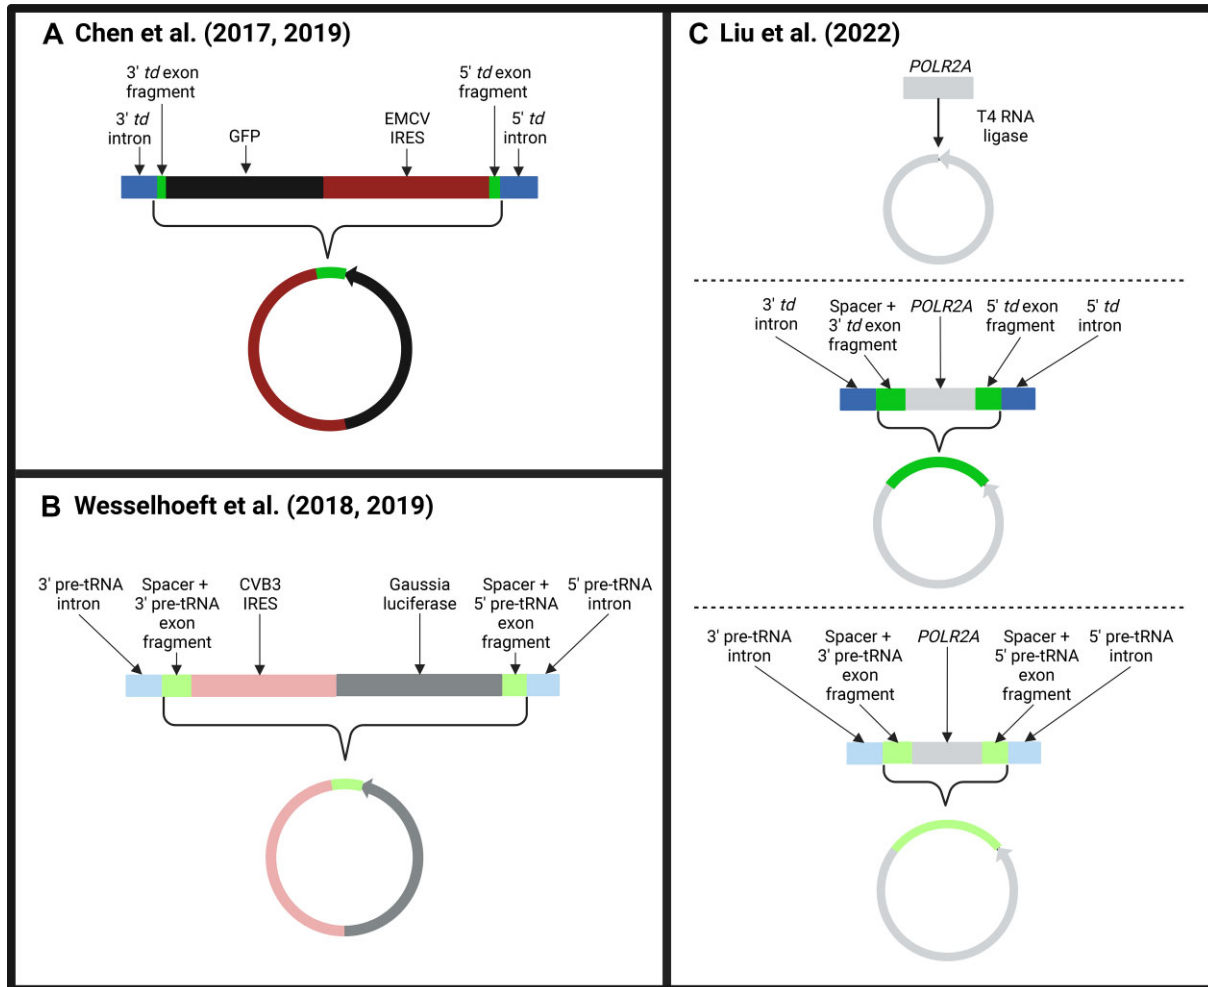 A Chen et al. (2017, 2019)
3' td exon
fragment
5' td exon
fragment
3' td
intron
GFP
EMCV
IRES
5' td
intron
B Wesselhoeft et al. (2018, 2019)
3' pre-tRNA
intron
Spacer +
3' pre-tRNA
exon
fragment
CVB3
IRES
Gaussia
luciferase
Spacer +
5' pre-tRNA
exon
fragment
5' pre-tRNA
intron
C Liu et al. (2022)
POLR2A
T4 RNA
ligase
3' td
intron
Spacer +
3' td exon
fragment
POLR2A
5' td exon
fragment
5' td
intron
3' pre-tRNA
intron
Spacer +
3' pre-tRNA
exon
fragment
POLR2A
Spacer +
5' pre-tRNA
exon
fragment
5' pre-tRNA
intron